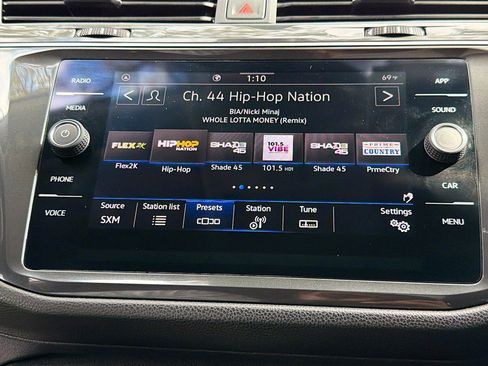 RADIO
MEDIA
PHONE
VOICE
1:10
69°F
< Ch. 44 Hip-Hop Nation >
BIA/Nicki Minaj
WHOLE LOTTA MONEY (Remix)
FLEX2K HIPHOP NATION SHADE 45 101.5 VIBE SHADE 45 PRIME COUNTRY
Flex2K Hip-Hop Shade 45 101.5 HD1 Shade 45 PrmeCtry
Source Station list Presets Station Tune Settings
SXM
APP
SOUND
CAR
MENU